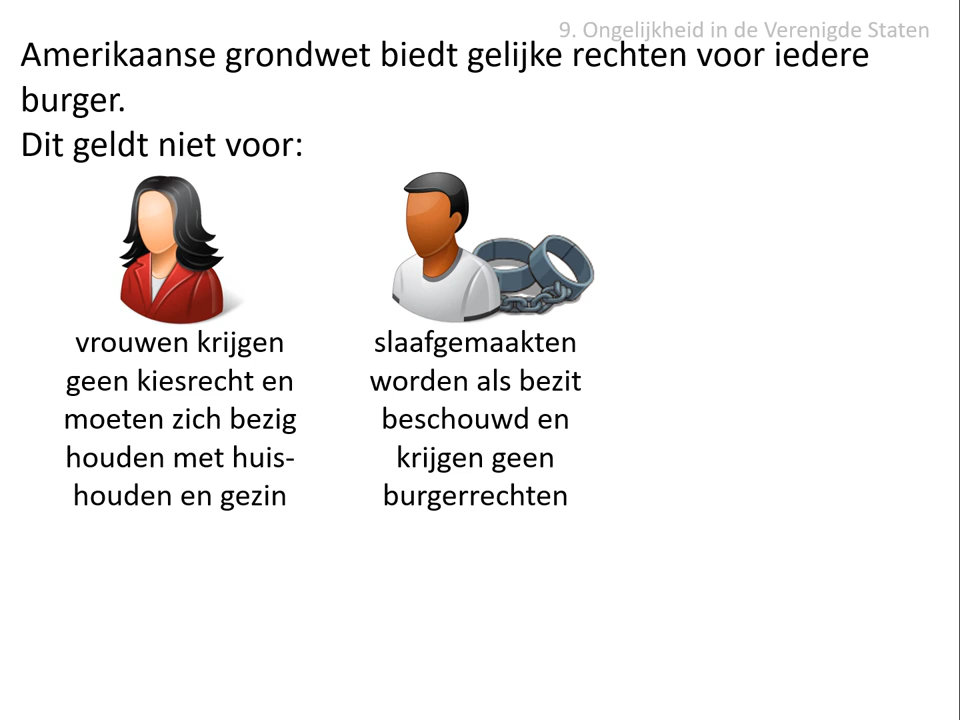 9. Ongelijkheid in de Verenigde Staten
Amerikaanse grondwet biedt gelijke rechten voor iedere
burger.
Dit geldt niet voor:
vrouwen krijgen
geen kiesrecht en
moeten zich bezig
houden met huis-
houden en gezin
slaafgemaakten
worden als bezit
beschouwd en
krijgen geen
burgerrechten